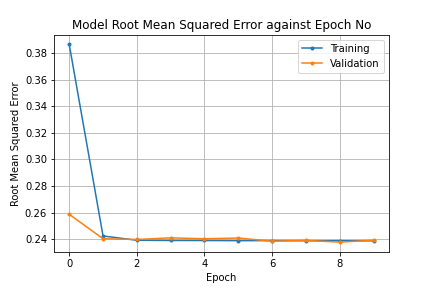 Model Root Mean Squared Error against Epoch No
Training
Validation
Root Mean Squared Error
0.38
0.36
0.34
0.32
0.30
0.28
0.26
0.24
0 2 4 6 8
Epoch